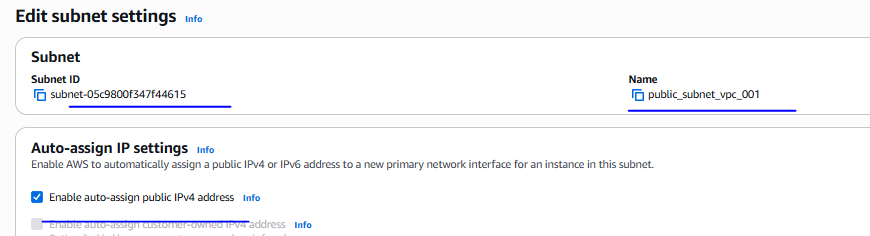 Edit subnet settings Info
Subnet
Subnet ID
subnet-05c9800f347f44615
Name
public_subnet_vpc_001
Auto-assign IP settings Info
Enable AWS to automatically assign a public IPv4 or IPv6 address to a new primary network interface for an instance in this subnet.
Enable auto-assign public IPv4 address Info
Enable auto-assign customer-owned IPv4 address Info